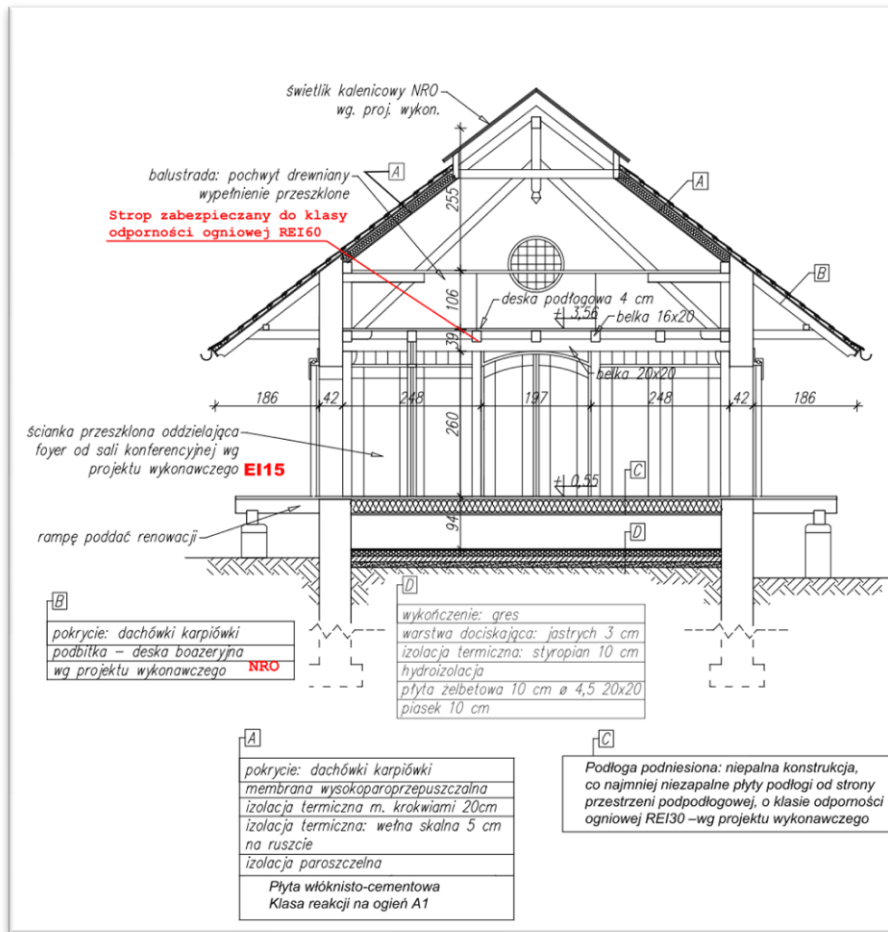 świetlik kalenicowy NRO
wg. proj. wykon.
A
balustrada: pochwyt drewniany
wypełnienie przeszklone
A
255
Strop zabezpieczany do klasy
odporności ogniowej REI60
B
106
deska podłogowa 4 cm
+ 3,56
belka 16x20
39
belka 20x20
186
42
248
197
248
42
186
260
ścianka przeszklona oddzielająca
foyer od sali konferencyjnej wg
projektu wykonawczego EI15
+ 0,55
C
94
D
rampę poddać renowacji
B
pokrycie: dachówki karpiówki
podbitka – deska boazeryjna
wg projektu wykonawczego NRO
D
wykończenie: gres
warstwa dociskająca: jastrych 3 cm
izolacja termiczna: styropian 10 cm
hydroizolacja
płyta żelbetowa 10 cm ø 4,5 20x20
piasek 10 cm
A
pokrycie: dachówki karpiówki
membrana wysokoparoprzepuszczalna
izolacja termiczna m. krokwiami 20cm
izolacja termiczna: wełna skalna 5 cm
na ruszcie
izolacja paroszczelna
Płyta włóknisto-cementowa
Klasa reakcji na ogień A1
C
Podłoga podniesiona: niepalna konstrukcja,
co najmniej niezapalne płyty podłogi od strony
przestrzeni podpodłogowej, o klasie odporności
ogniowej REI30 –wg projektu wykonawczego